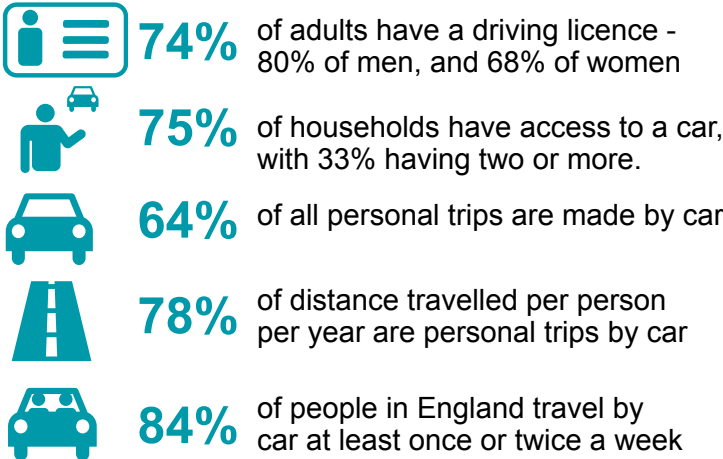 74% of adults have a driving licence -
80% of men, and 68% of women
75% of households have access to a car,
with 33% having two or more.
64% of all personal trips are made by car
78% of distance travelled per person
per year are personal trips by car
84% of people in England travel by
car at least once or twice a week